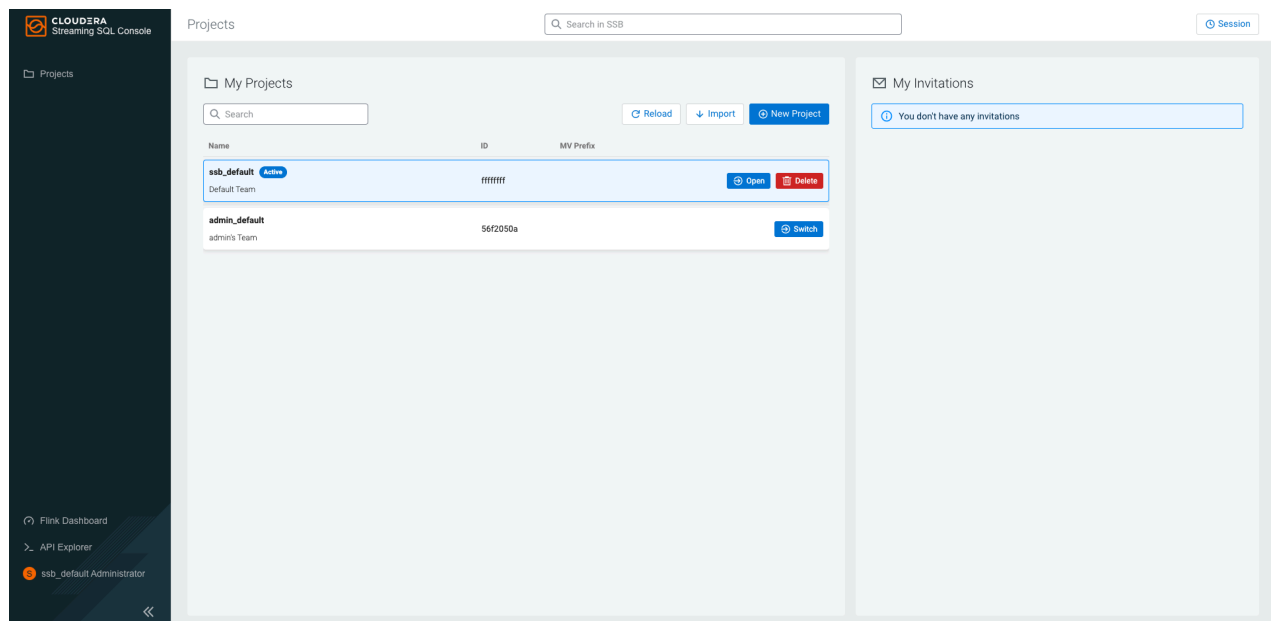 CLOUDERA
Streaming SQL Console
Projects
Search in SSB
Session
Projects
My Projects
Search
Reload
Import
New Project
Name
ID
MV Prefix
ssb_default
Active
Default Team
ffffffff
Open
Delete
admin_default
admin's Team
56f2050a
Switch
My Invitations
You don't have any invitations
Flink Dashboard
API Explorer
S
ssb_default Administrator